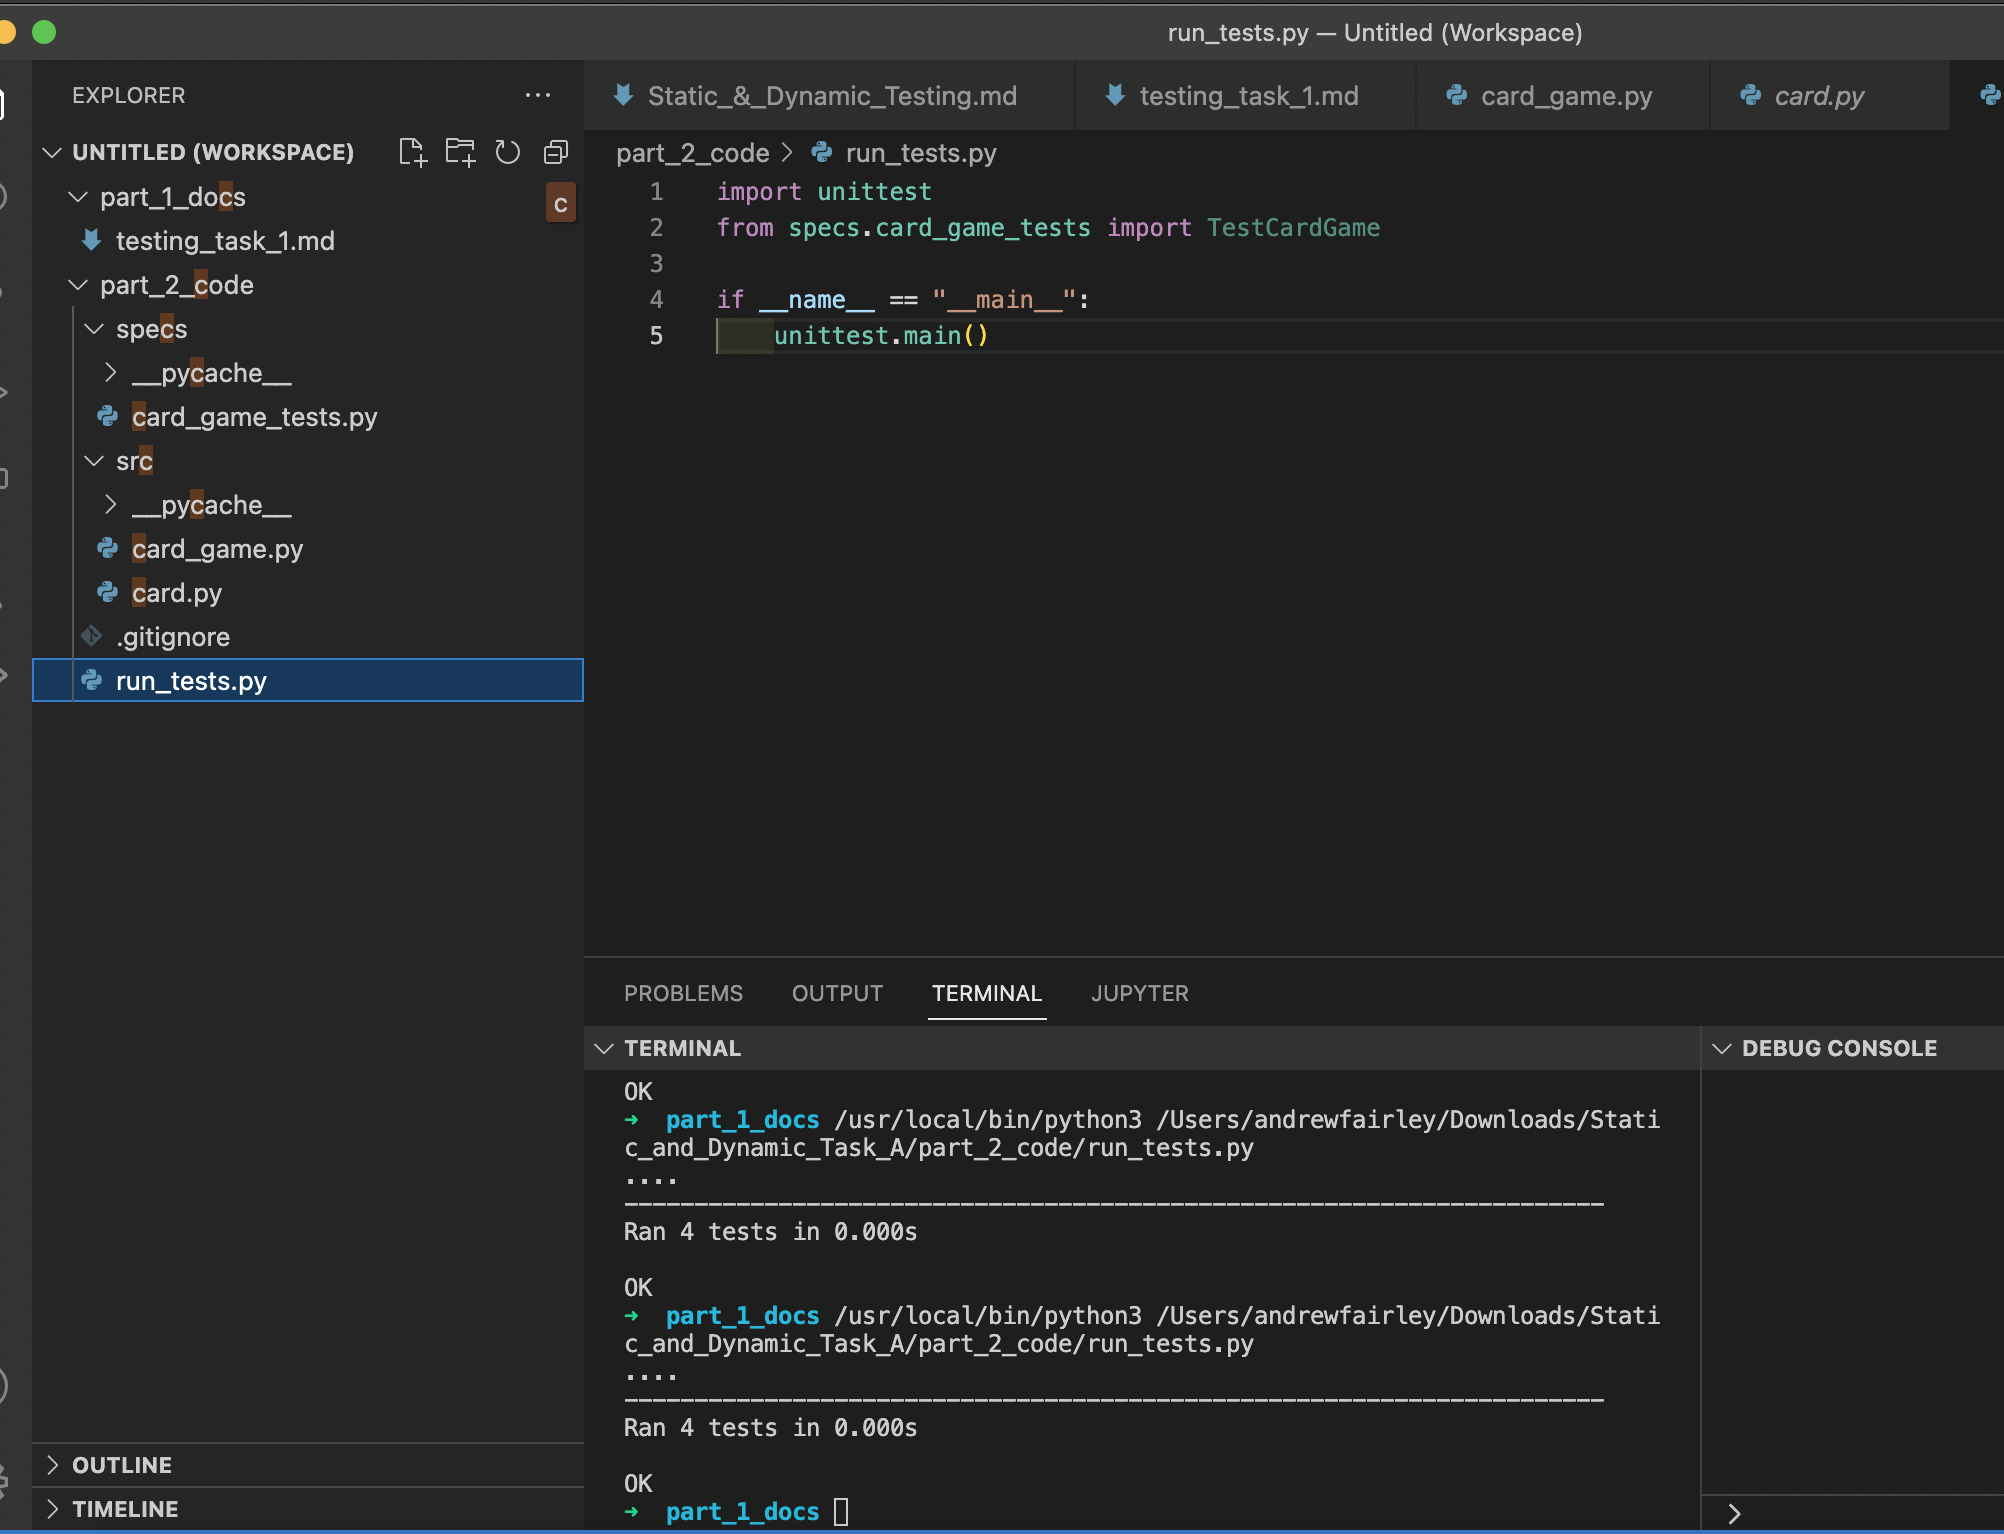 run_tests.py — Untitled (Workspace)
EXPLORER
Static_&_Dynamic_Testing.md
testing_task_1.md
card_game.py
card.py
UNTITLED (WORKSPACE)
part_1_docs
c
testing_task_1.md
part_2_code
specs
__pycache__
card_game_tests.py
src
__pycache__
card_game.py
card.py
.gitignore
run_tests.py
OUTLINE
TIMELINE
part_2_code > run_tests.py
1 import unittest
2 from specs.card_game_tests import TestCardGame
3
4 if __name__ == "__main__":
5 unittest.main()
PROBLEMS OUTPUT TERMINAL JUPYTER
TERMINAL
OK
➜ part_1_docs /usr/local/bin/python3 /Users/andrewfairley/Downloads/Stati
c_and_Dynamic_Task_A/part_2_code/run_tests.py
....
----------------------------------------------------------------------
Ran 4 tests in 0.000s
OK
➜ part_1_docs /usr/local/bin/python3 /Users/andrewfairley/Downloads/Stati
c_and_Dynamic_Task_A/part_2_code/run_tests.py
....
----------------------------------------------------------------------
Ran 4 tests in 0.000s
OK
➜ part_1_docs
DEBUG CONSOLE
>